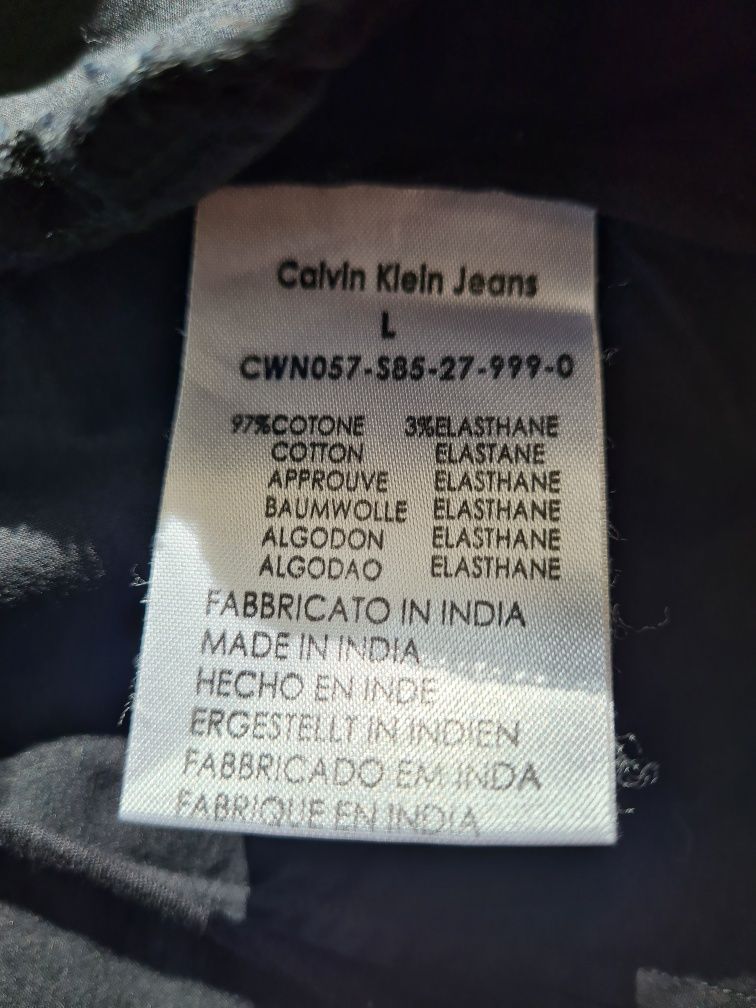 Calvin Klein Jeans
L
CWN057-S85-27-999-0
97%COTONE 3%ELASTHANE
COTTON ELASTANE
APPROUVE ELASTHANE
BAUMWOLLE ELASTHANE
ALGODON ELASTHANE
ALGODAO ELASTHANE
FABBRICATO IN INDIA
MADE IN INDIA
HECHO EN INDE
ERGESTELLT IN INDIEN
FABBRICADO EM INDA
FABRIQUE EN INDIA